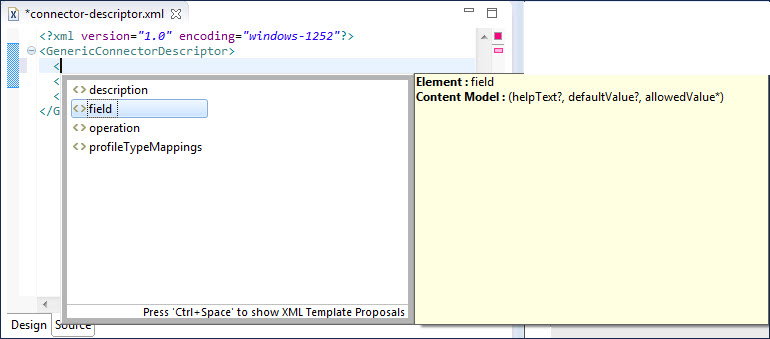 *connector-descriptor.xml
<?xml version="1.0" encoding="windows-1252"?>
<GenericConnectorDescriptor>
<
<
<
</G
<> description
<> field
<> operation
<> profileTypeMappings
Press 'Ctrl+Space' to show XML Template Proposals
Element : field
Content Model : (helpText?, defaultValue?, allowedValue*)
Design Source